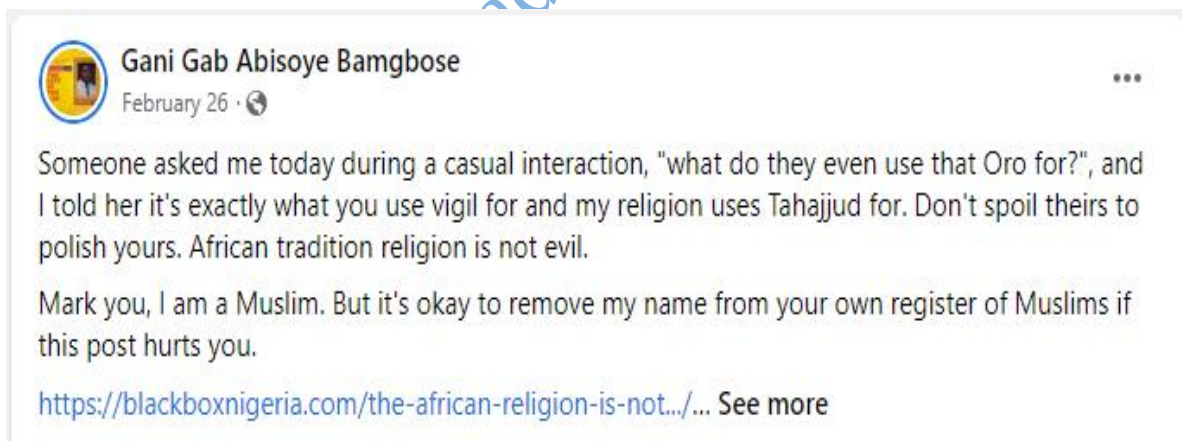 Gani Gab Abisoye Bamgbose
February 26 ·
Someone asked me today during a casual interaction, "what do they even use that Oro for?", and
I told her it's exactly what you use vigil for and my religion uses Tahajjud for. Don't spoil theirs to
polish yours. African tradition religion is not evil.
Mark you, I am a Muslim. But it's okay to remove my name from your own register of Muslims if
this post hurts you.
https://blackboxnigeria.com/the-african-religion-is-not.../... See more